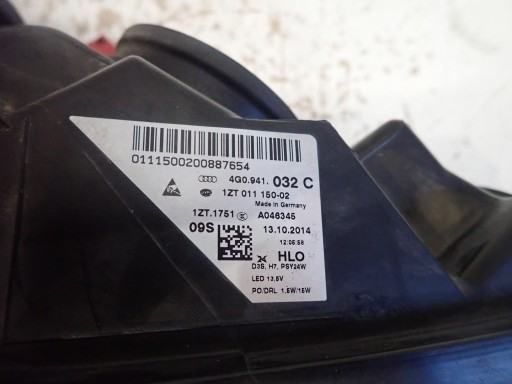 0111500200887654
4G0.941. 032 C
1ZT 011 150-02
Made in Germany
1ZT.1751 A046345
09S 13.10.2014
12:05:58
HLO
D3S, H7, PSY24W
LED 13,5V
PO/DRL 1,5W/15W